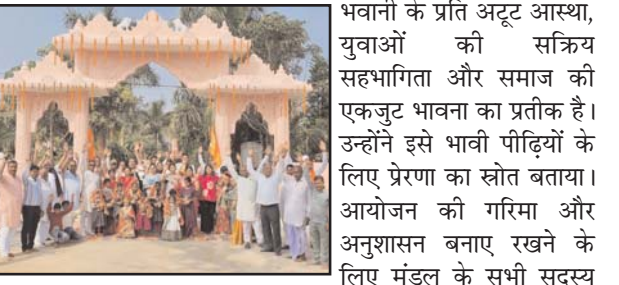 भवानी के प्रति अटूट आस्था,
युवाओं की सक्रिय
सहभागिता और समाज की
एकजुट भावना का प्रतीक है।
उन्होंने इसे भावी पीढ़ियों के
लिए प्रेरणा का स्रोत बताया।
आयोजन की गरिमा और
अनुशासन बनाए रखने के
लिए मंडल के सभी सदस्य